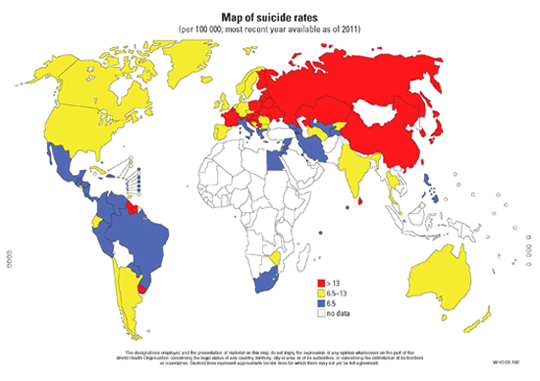 Map of suicide rates
(per 100 000; most recent year available as of 2011)
> 13
6.5–13
6.5
no data
The designations employed and the presentation of material on this map do not imply the expression of any opinion whatsoever on the part of the
World Health Organization concerning the legal status of any country, territory, city or area or of its authorities, or concerning the delimitation of its frontiers
or boundaries. Dashed lines represent approximate border lines for which there may not yet be full agreement.